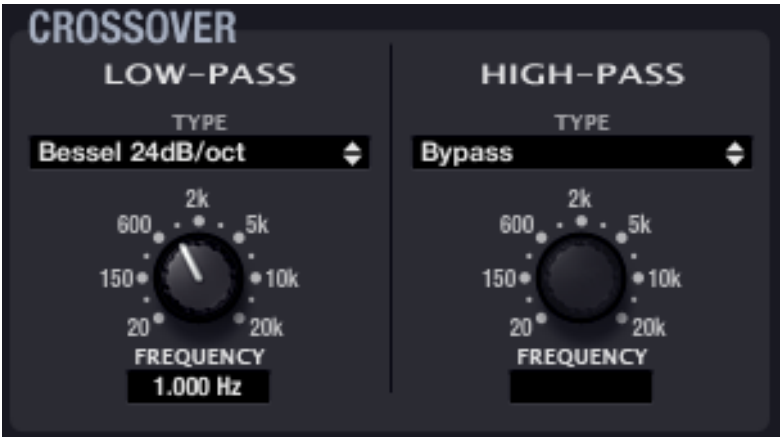 CROSSOVER
LOW-PASS
TYPE
Bessel 24dB/oct
2k
600
5k
150
10k
20
20k
FREQUENCY
1.000 Hz
HIGH-PASS
TYPE
Bypass
2k
600
5k
150
10k
20
20k
FREQUENCY